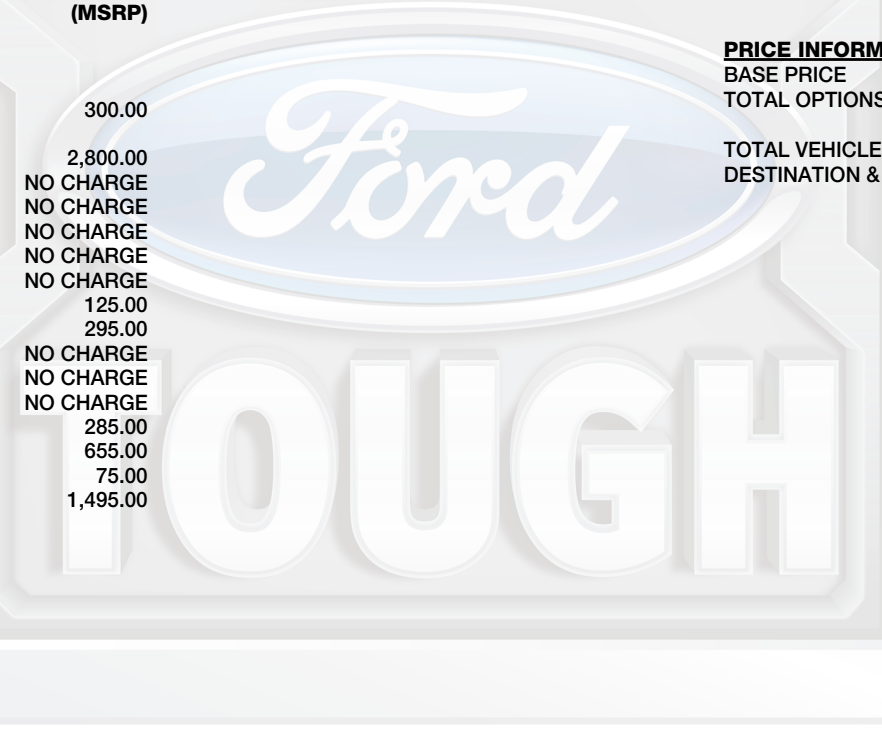 (MSRP)
300.00
2,800.00
NO CHARGE
NO CHARGE
NO CHARGE
NO CHARGE
NO CHARGE
125.00
295.00
NO CHARGE
NO CHARGE
NO CHARGE
285.00
655.00
75.00
1,495.00
PRICE INFORM
BASE PRICE
TOTAL OPTIONS
TOTAL VEHICLE
DESTINATION &
Ford
TOUGH